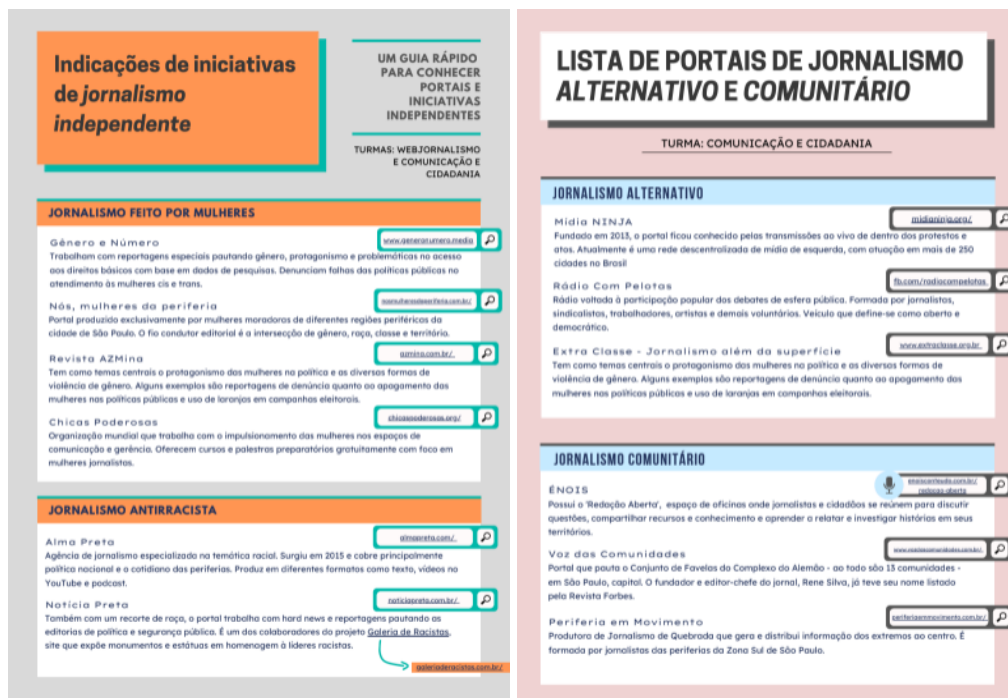 Indicações de iniciativas
de jornalismo
independente
UM GUIA RÁPIDO
PARA CONHECER
PORTAIS E
INICIATIVAS
INDEPENDENTES
TURMAS: WEBJORNALISMO
E COMUNICAÇÃO E
CIDADANIA
JORNALISMO FEITO POR MULHERES
Gênero e Número
www.generonumero.media
Trabalham com reportagens especiais pautando gênero, protagonismo e problemáticas no acesso
aos direitos básicos com base em dados de pesquisas. Denunciam falhas das políticas públicas no
atendimento às mulheres cis e trans.
Nós, mulheres da periferia
nosmulheresdaperiferia.com.br/
Portal produzido exclusivamente por mulheres moradoras de diferentes regiões periféricas da
cidade de São Paulo. O fio condutor editorial é a intersecção de gênero, raça, classe e território.
Revista AZMina
azmina.com.br/
Tem como temas centrais o protagonismo das mulheres na política e as diversas formas de
violência de gênero. Alguns exemplos são reportagens de denúncia quanto ao apagamento das
mulheres nas políticas públicas e uso de laranjas em campanhas eleitorais.
Chicas Poderosas
chicaspoderosas.org/
Organização mundial que trabalha com o impulsionamento das mulheres nos espaços de
comunicação e gerência. Oferecem cursos e palestras preparatórios gratuitamente com foco em
mulheres jornalistas.
JORNALISMO ANTIRRACISTA
Alma Preta
almapreta.com/
Agência de jornalismo especializado na temática racial. Surgiu em 2015 e cobre principalmente
política nacional e o cotidiano das periferias. Produz em diferentes formatos como texto, vídeos no
YouTube e podcast.
Notícia Preta
noticiapreta.com.br/
Também com um recorte de raça, o portal trabalha com hard news e reportagens pautando as
editorias de política e segurança pública. É um dos colaboradores do projeto Galeria de Racistas,
site que expõe monumentos e estátuas em homenagem à líderes racistas.
galeriaderacistas.com.br/
LISTA DE PORTAIS DE JORNALISMO
ALTERNATIVO E COMUNITÁRIO
TURMA: COMUNICAÇÃO E CIDADANIA
JORNALISMO ALTERNATIVO
Mídia NINJA
midianinja.org/
Fundado em 2013, o portal ficou conhecido pelas transmissões ao vivo de dentro dos protestos e
atos. Atualmente é uma rede descentralizada de mídia de esquerda, com atuação em mais de 250
cidades no Brasil
Rádio Com Pelotas
fb.com/radiocompelotas
Rádio voltada à participação popular dos debates de esfera pública. Formada por jornalistas,
sindicalistas, trabalhadores, artistas e demais voluntários. Veículo que define-se como aberto e
democrático.
Extra Classe - Jornalismo além da superfície
www.extraclasse.org.br
Tem como temas centrais o protagonismo das mulheres na política e as diversas formas de
violência de gênero. Alguns exemplos são reportagens de denúncia quanto ao apagamento das
mulheres nas políticas públicas e uso de laranjas em campanhas eleitorais.
JORNALISMO COMUNITÁRIO
ÉNOIS
enoisconteudo.com.br/
redacao-aberta
Possui o 'Redação Aberta', espaço de oficinas onde jornalistas e cidadãos se reúnem para discutir
questões, compartilhar recursos e conhecimento e aprender a relatar e investigar histórias em seus
territórios.
Voz das Comunidades
www.vozdascomunidades.com.br/
Portal que pauta o Conjunto de Favelas do Complexo do Alemão - ao todo são 13 comunidades -
em São Paulo, capital. O fundador e editor-chefe do jornal, Rene Silva, já teve seu nome listado
pela Revista Forbes.
Periferia em Movimento
periferiaemmovimento.com.br/
Produtora de Jornalismo de Quebrada que gera e distribui informação dos extremos ao centro. É
formada por jornalistas das periferias da Zona Sul de São Paulo.